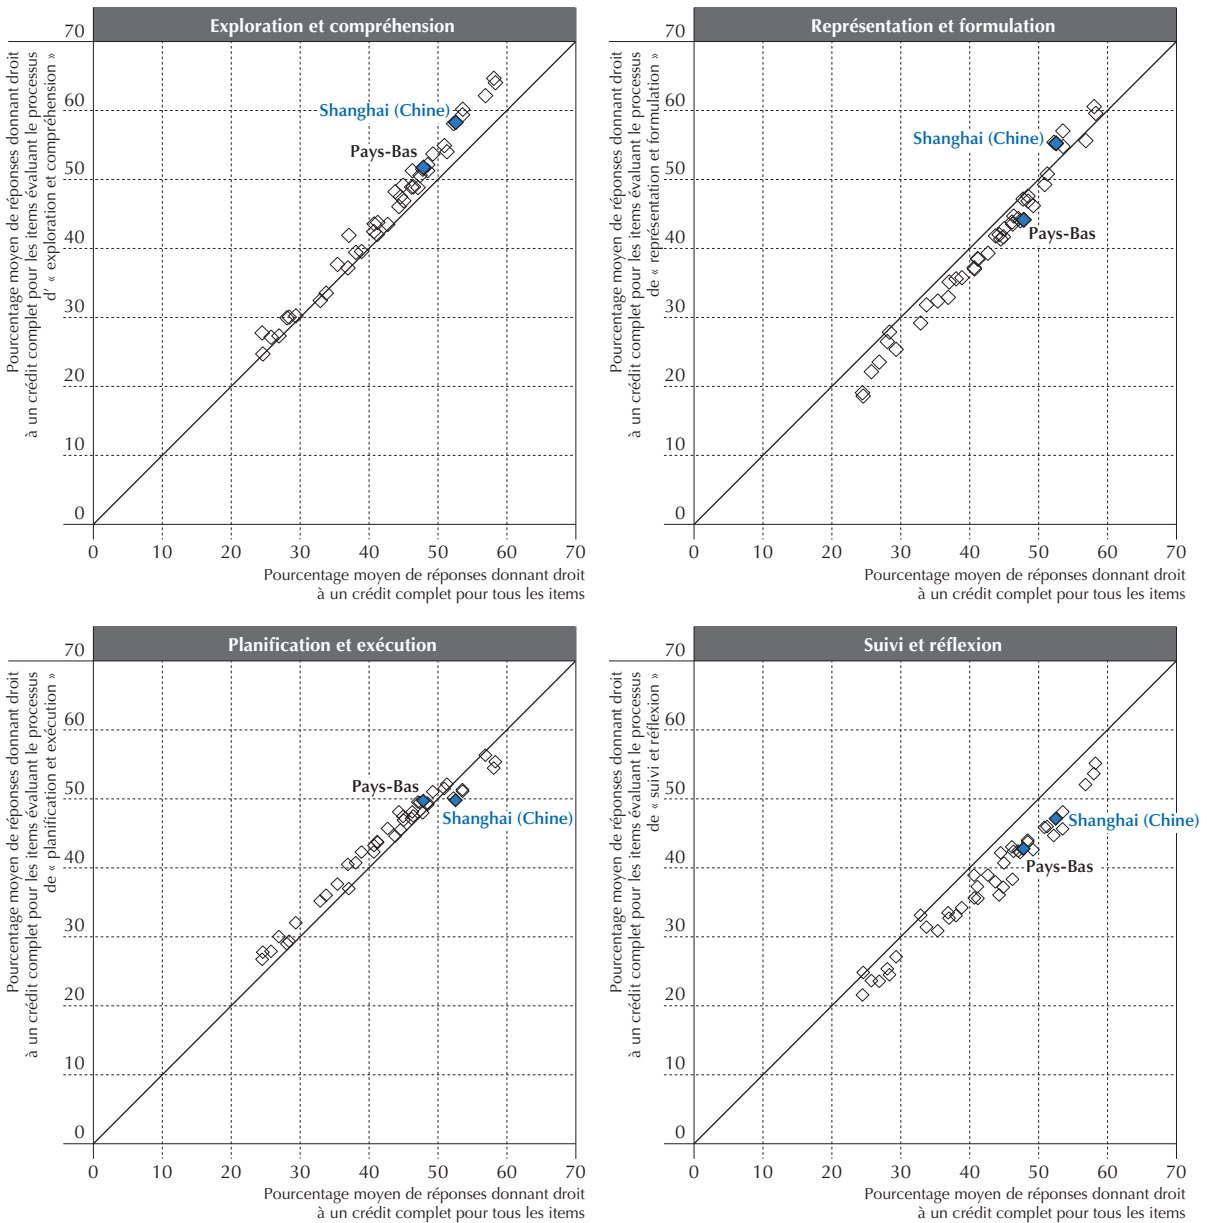 Exploration et compréhension
Pourcentage moyen de réponses donnant droit
à un crédit complet pour les items évaluant le processus
d' « exploration et compréhension »
70
60
50
40
30
20
10
0
Shanghai (Chine)
Pays-Bas
0 10 20 30 40 50 60 70
Pourcentage moyen de réponses donnant droit
à un crédit complet pour tous les items
Représentation et formulation
Pourcentage moyen de réponses donnant droit
à un crédit complet pour les items évaluant le processus
de « représentation et formulation »
70
60
50
40
30
20
10
0
Shanghai (Chine)
Pays-Bas
0 10 20 30 40 50 60 70
Pourcentage moyen de réponses donnant droit
à un crédit complet pour tous les items
Planification et exécution
Pourcentage moyen de réponses donnant droit
à un crédit complet pour les items évaluant le processus
de « planification et exécution »
70
60
50
40
30
20
10
0
Pays-Bas
Shanghai (Chine)
0 10 20 30 40 50 60 70
Pourcentage moyen de réponses donnant droit
à un crédit complet pour tous les items
Suivi et réflexion
Pourcentage moyen de réponses donnant droit
à un crédit complet pour les items évaluant le processus
de « suivi et réflexion »
70
60
50
40
30
20
10
0
Shanghai (Chine)
Pays-Bas
0 10 20 30 40 50 60 70
Pourcentage moyen de réponses donnant droit
à un crédit complet pour tous les items